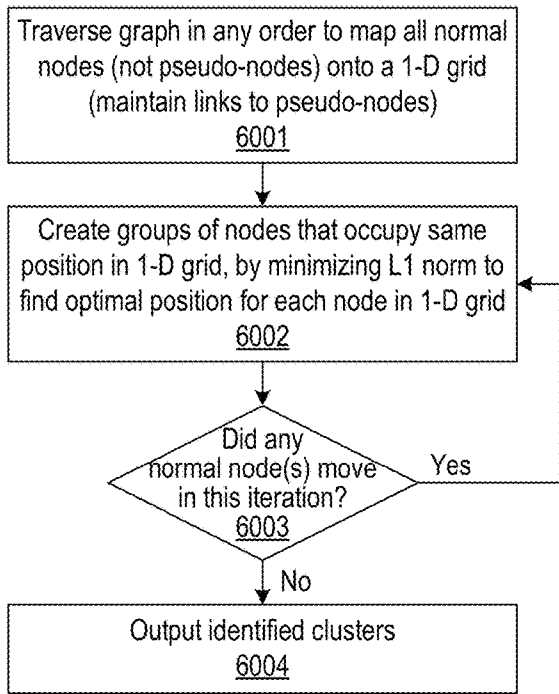 Traverse graph in any order to map all normal
nodes (not pseudo-nodes) onto a 1-D grid
(maintain links to pseudo-nodes)
6001
Create groups of nodes that occupy same
position in 1-D grid, by minimizing L1 norm to
find optimal position for each node in 1-D grid
6002
Did any
normal node(s) move
in this iteration?
6003
Yes
No
Output identified clusters
6004